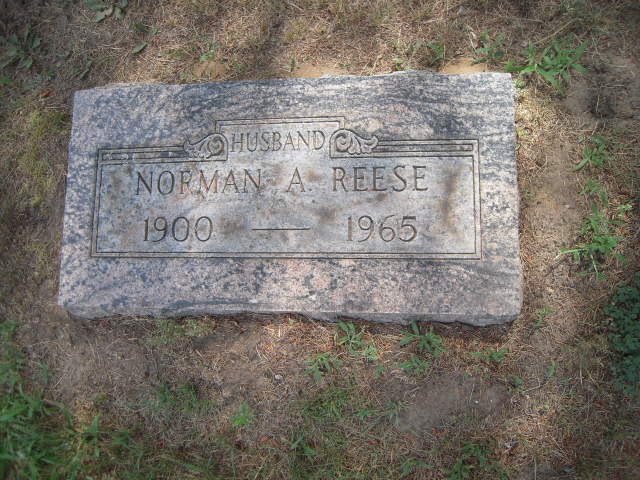 HUSBAND
NORMAN A. REESE
1900 — 1965